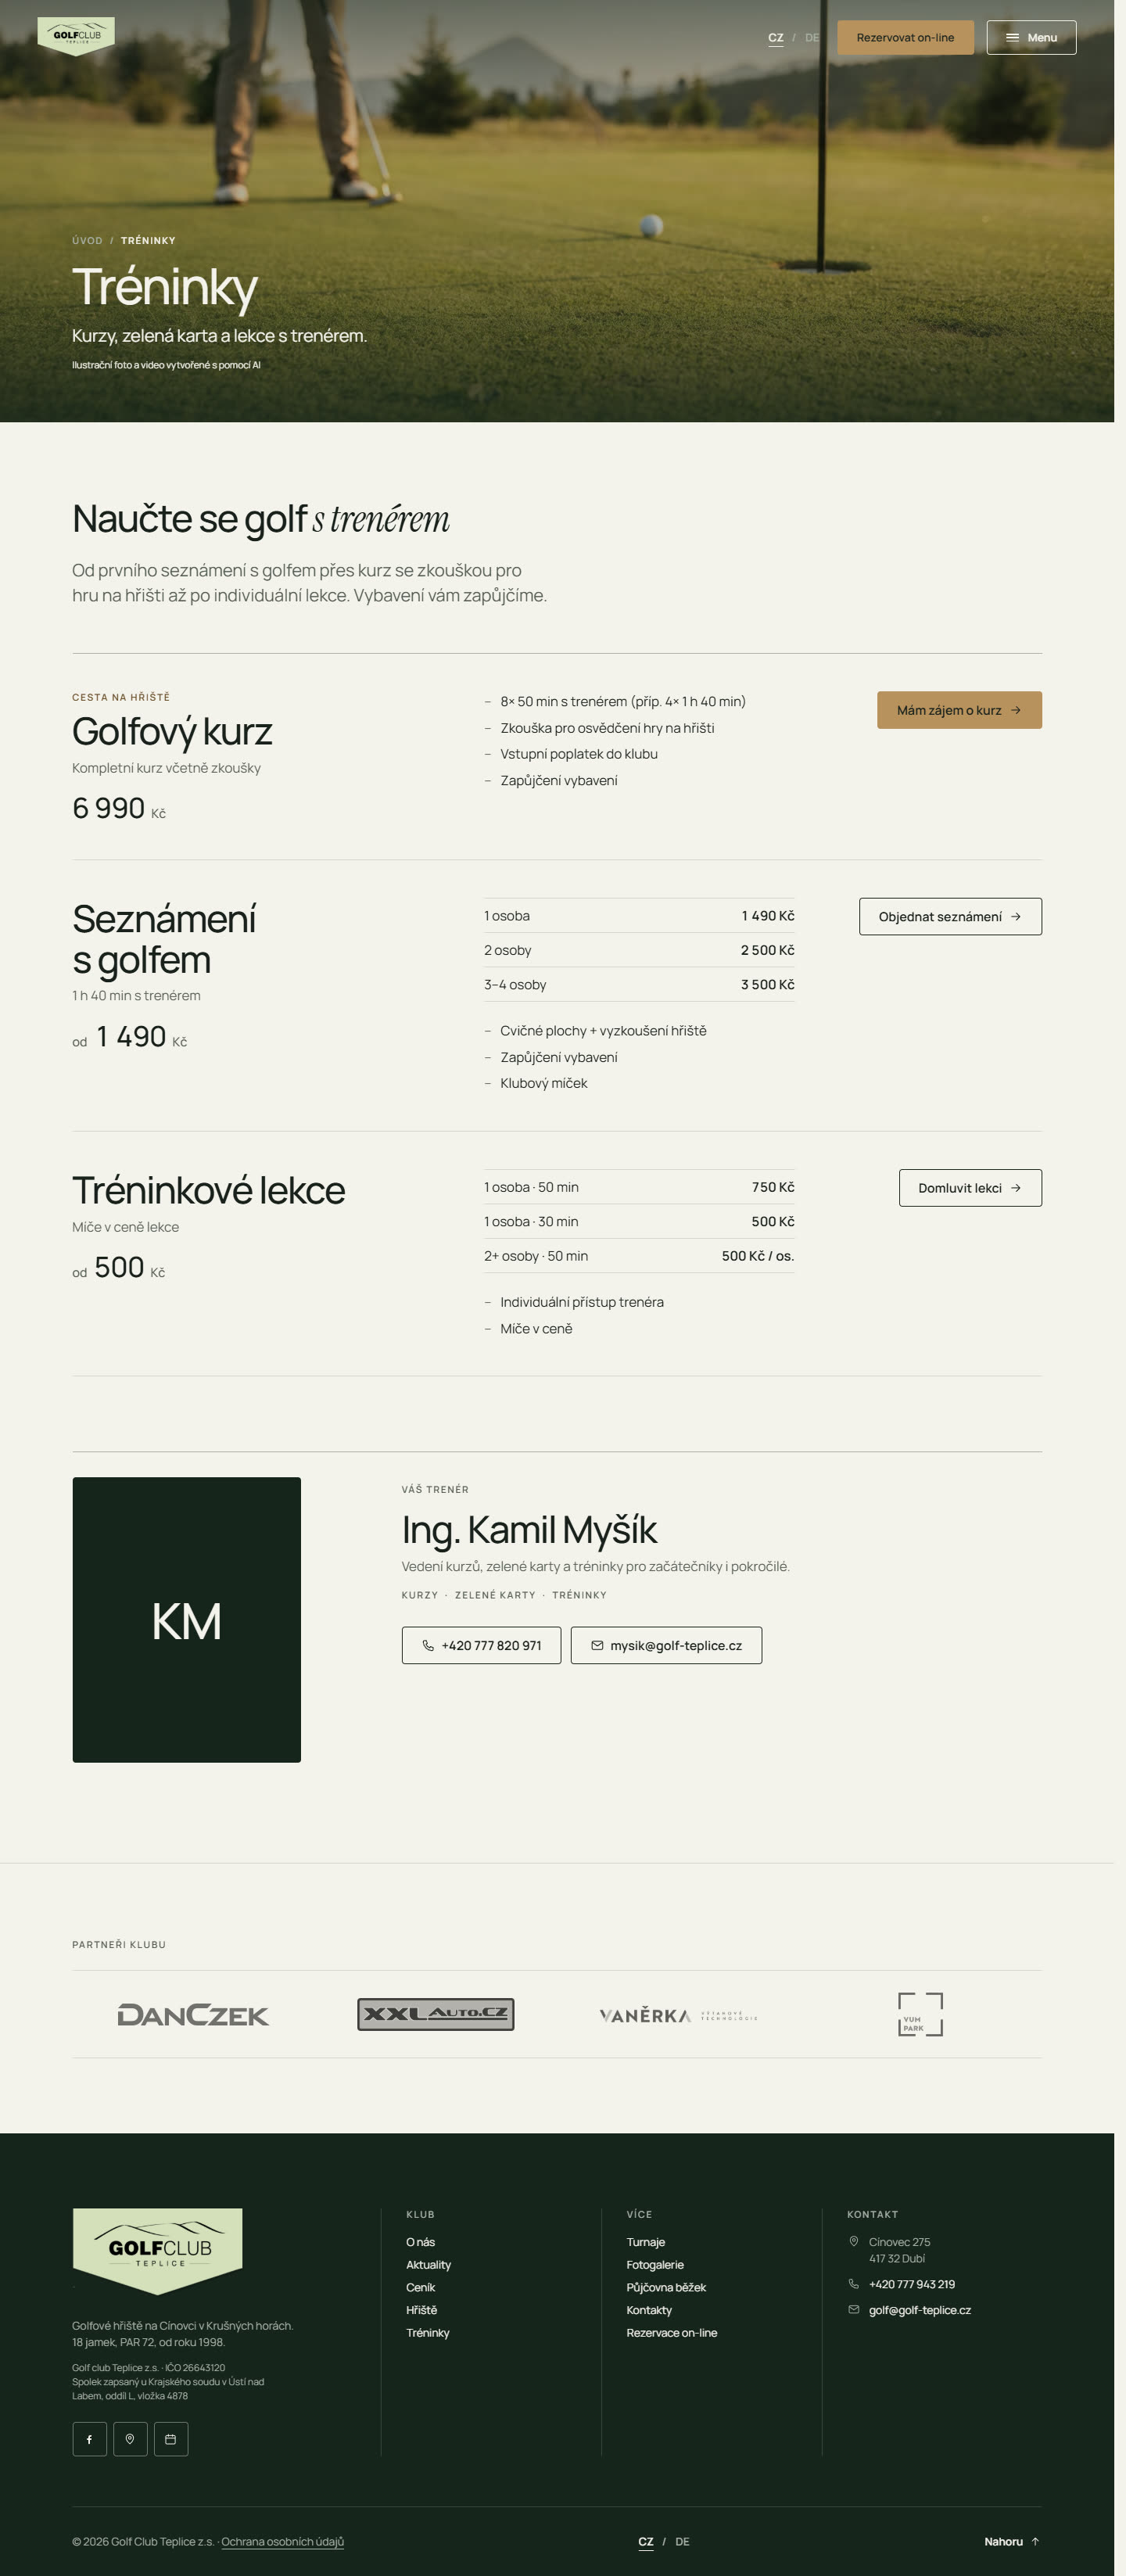 GOLFCLUB
TEPLICE
CZ / DE
Rezervovat on-line
Menu
ÚVOD / TRÉNINKY
Tréninky
Kurzy, zelená karta a lekce s trenérem.
Ilustrační foto a video vytvořené s pomocí AI
Naučte se golf s trenérem
Od prvního seznámení s golfem přes kurz se zkouškou pro
hru na hřišti až po individuální lekce. Vybavení vám zapůjčíme.
CESTA NA HŘIŠTĚ
Golfový kurz
Kompletní kurz včetně zkoušky
6 990 Kč
– 8× 50 min s trenérem (příp. 4× 1 h 40 min)
– Zkouška pro osvědčení hry na hřišti
– Vstupní poplatek do klubu
– Zapůjčení vybavení
Mám zájem o kurz →
Seznámení
s golfem
1 h 40 min s trenérem
od 1 490 Kč
1 osoba 1 490 Kč
2 osoby 2 500 Kč
3–4 osoby 3 500 Kč
– Cvičné plochy + vyzkoušení hřiště
– Zapůjčení vybavení
– Klubový míček
Objednat seznámení →
Tréninkové lekce
Míče v ceně lekce
od 500 Kč
1 osoba · 50 min 750 Kč
1 osoba · 30 min 500 Kč
2+ osoby · 50 min 500 Kč / os.
– Individuální přístup trenéra
– Míče v ceně
Domluvit lekci →
KM
VÁŠ TRENÉR
Ing. Kamil Myšík
Vedení kurzů, zelené karty a tréninky pro začátečníky i pokročilé.
KURZY · ZELENÉ KARTY · TRÉNINKY
+420 777 820 971
mysik@golf-teplice.cz
PARTNEŘI KLUBU
DANCZEK
XXL AUTO.CZ
VANĚRKA
VUM
PARK
GOLFCLUB
TEPLICE
Golfové hřiště na Cínovci v Krušných horách.
18 jamek, PAR 72, od roku 1998.
Golf club Teplice z.s. · IČO 26643120
Spolek zapsaný u Krajského soudu v Ústí nad
Labem, oddíl L, vložka 4878
KLUB
O nás
Aktuality
Ceník
Hřiště
Tréninky
VÍCE
Turnaje
Fotogalerie
Půjčovna běžek
Kontakty
Rezervace on-line
KONTAKT
Cínovec 275
417 32 Dubí
+420 777 943 219
golf@golf-teplice.cz
© 2026 Golf Club Teplice z.s. · Ochrana osobních údajů
CZ / DE
Nahoru ↑